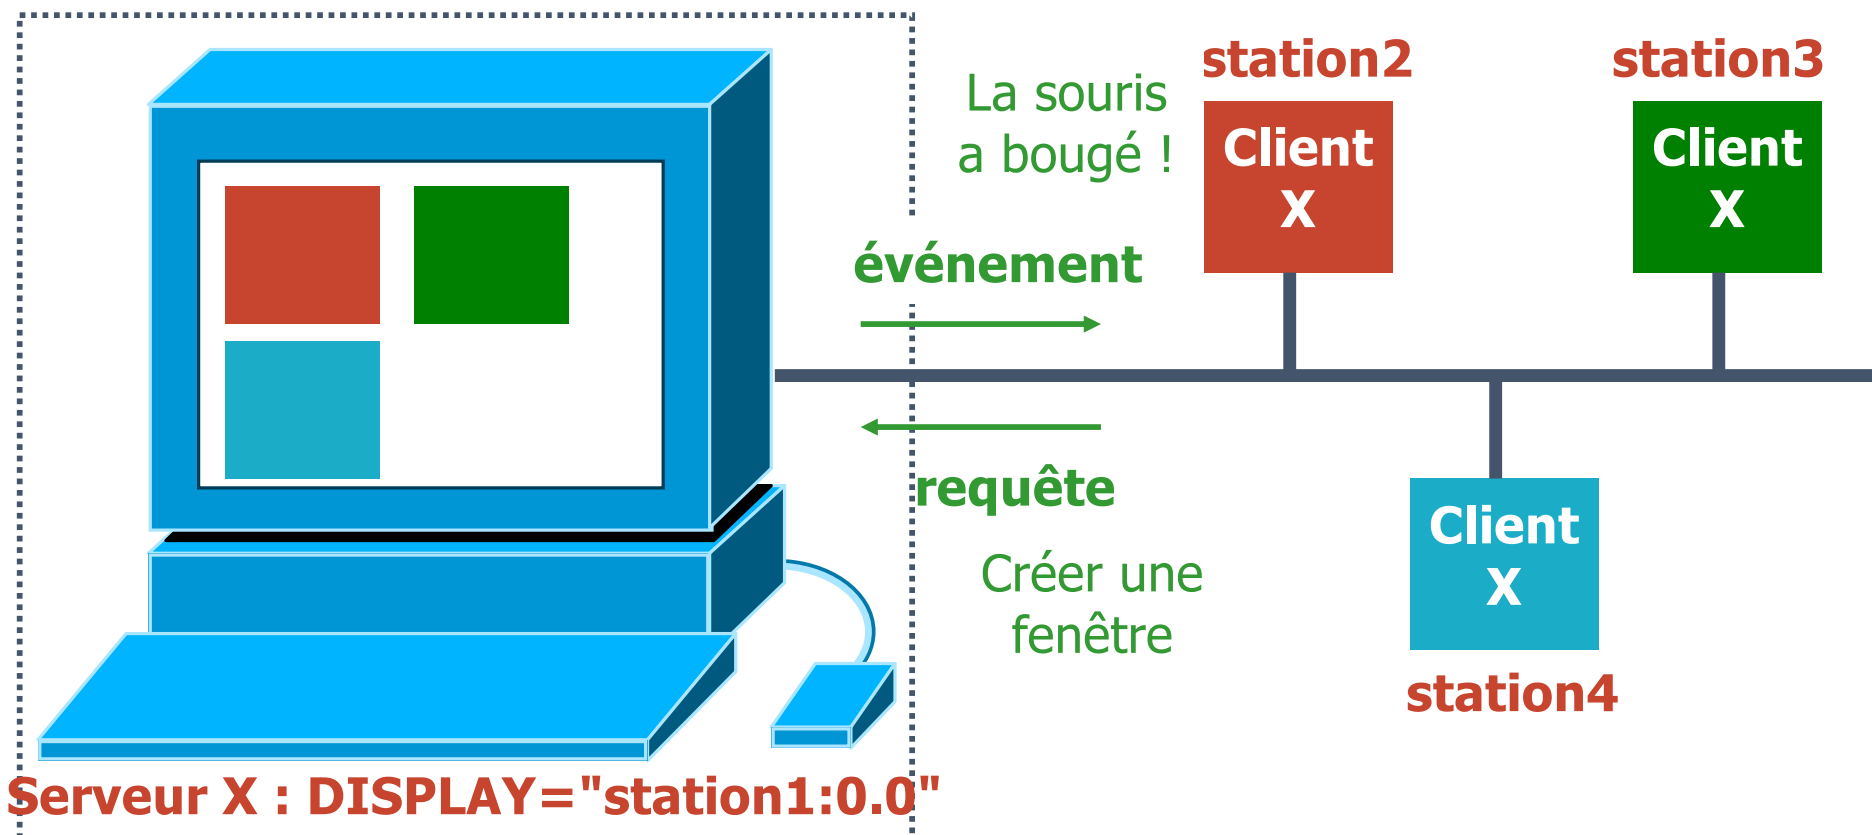 La souris
a bougé !
événement
requête
Créer une
fenêtre
station2
Client
X
station3
Client
X
Client
X
station4
Serveur X : DISPLAY="station1:0.0"